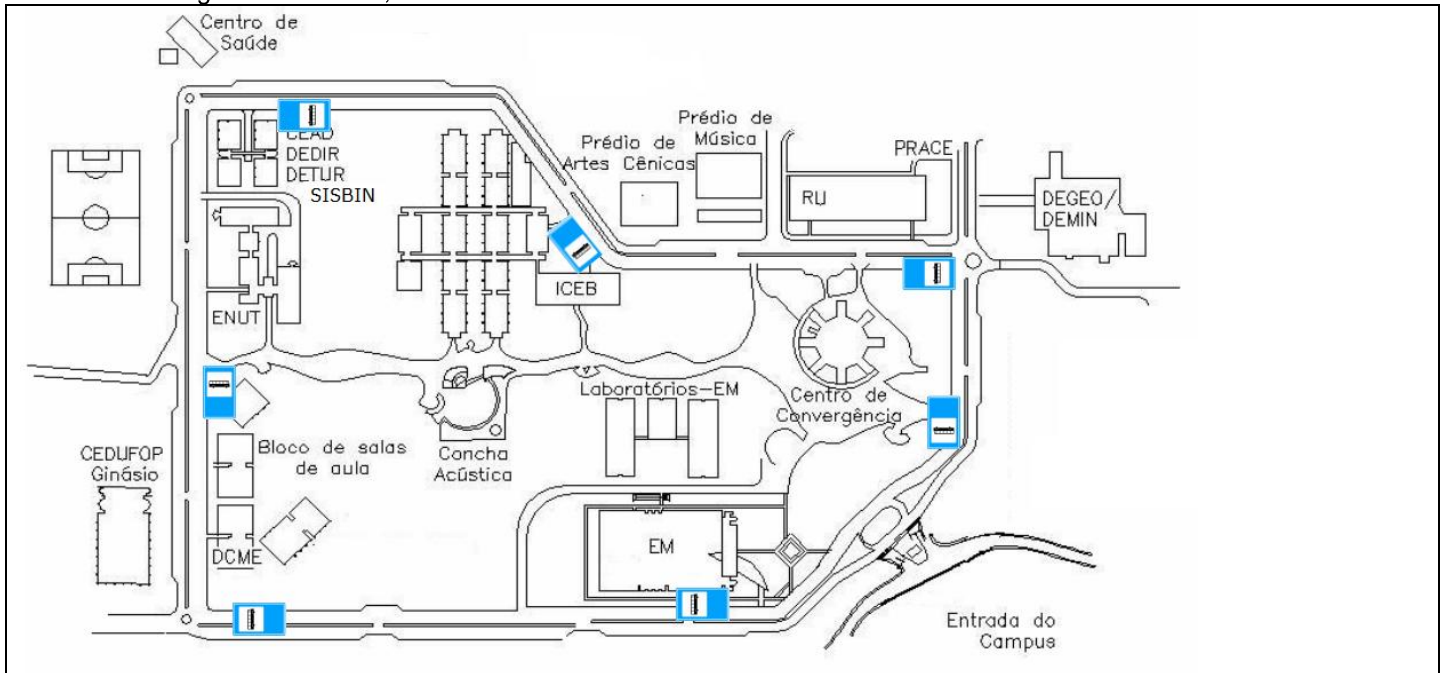 Centro de
Saúde
CEAD
DEDIR
DETUR
SISBIN
Prédio de
Artes Cênicas
Prédio de
Música
PRACE
RU
DEGEO/
DEMIN
ICEB
ENUT
Laboratórios-EM
Centro de
Convergência
CEDUFOP
Ginásio
Bloco de salas
de aula
Concha
Acústica
DCME
EM
Entrada do
Campus